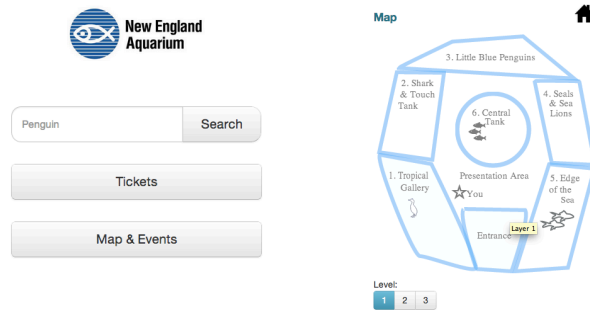 New England
Aquarium
Penguin
Search
Tickets
Map & Events
Map
3. Little Blue Penguins
2. Shark
& Touch
Tank
4. Seals
& Sea
Lions
6. Central
Tank
1. Tropical
Gallery
Presentation Area
You
5. Edge
of the
Sea
Entrance
Layer 1
Level:
1 2 3